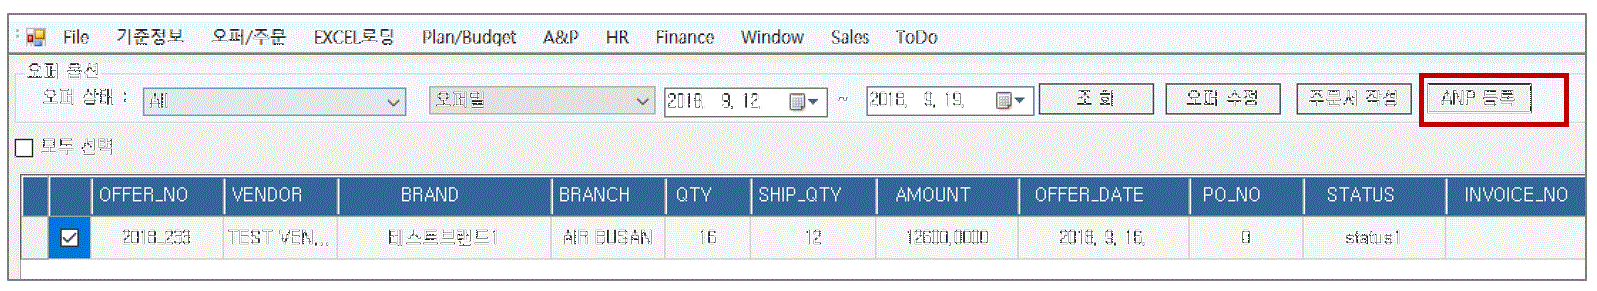 File 기준정보 오퍼/주문 EXCEL로딩 Plan/Budget A&P HR Finance Window Sales ToDo
오퍼 옵션
오퍼 상태 : All 오퍼일 2018. 9. 12. ~ 2018. 9. 19. 조 회 오퍼 수정 주문서 작성 ANP 등록
모두 선택
OFFER_NO VENDOR BRAND BRANCH QTY SHIP_QTY AMOUNT OFFER_DATE PO_NO STATUS INVOICE_NO
2018_233 TEST VEN... 테스트브랜드1 AIR BUSAN 16 12 12600,0000 2018. 9. 16. 0 status1